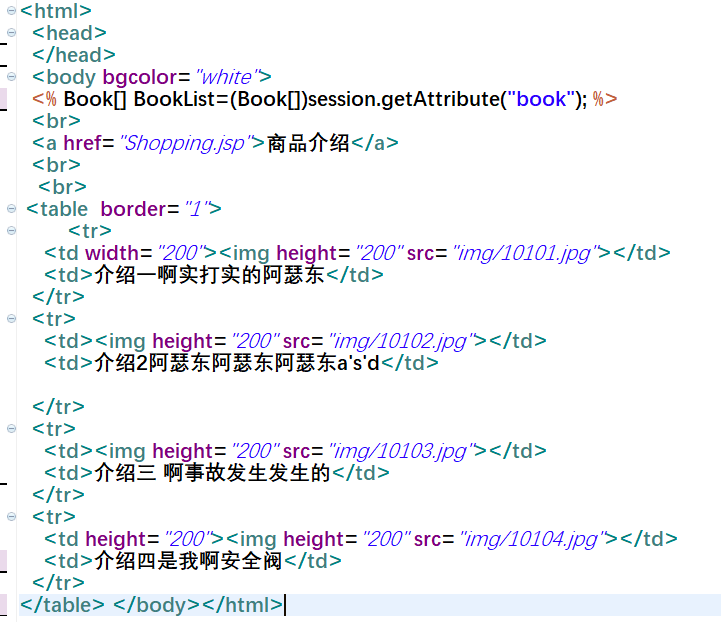 <html>
<head>
</head>
<body bgcolor="white">
<% Book[] BookList=(Book[])session.getAttribute("book"); %>
<br>
<a href="Shopping.jsp">商品介绍</a>
<br>
<br>
<table  border="1">
<tr>
<td width="200"><img height="200" src="img/10101.jpg"></td>
<td>介绍一啊实打实的阿瑟东</td>
</tr>
<tr>
<td><img height="200" src="img/10102.jpg"></td>
<td>介绍2阿瑟东阿瑟东阿瑟东a's'd</td>
</tr>
<tr>
<td><img height="200" src="img/10103.jpg"></td>
<td>介绍三 啊事故发生发生的</td>
</tr>
<tr>
<td height="200"><img height="200" src="img/10104.jpg"></td>
<td>介绍四是我啊安全阀</td>
</tr>
</table> </body></html>